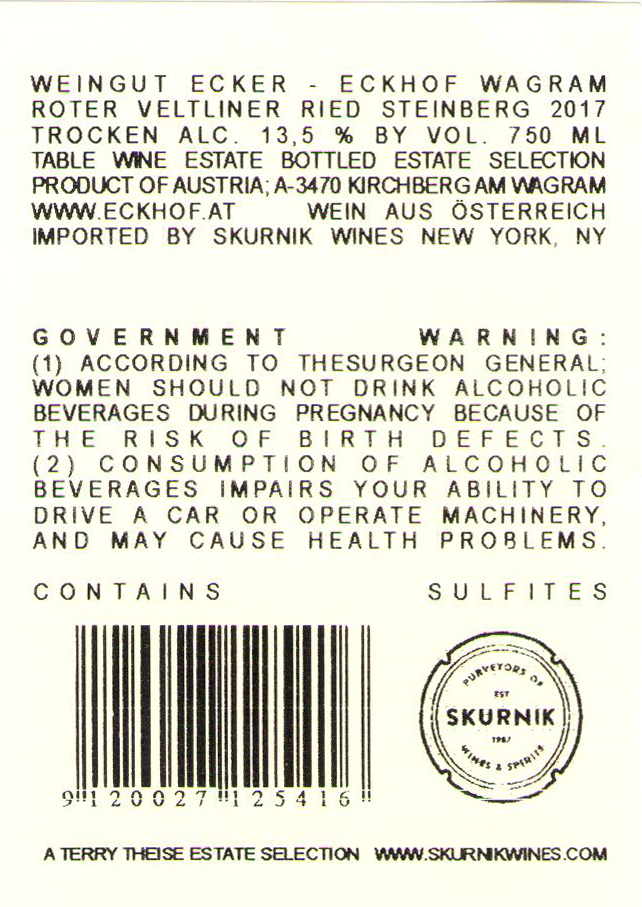 WEINGUT ECKER - ECKHOF WAGRAM
ROTER VELTLINER RIED STEINBERG 2017
TROCKEN ALC. 13,5 % BY VOL. 750 ML
TABLE WINE ESTATE BOTTLED ESTATE SELECTION
PRODUCT OF AUSTRIA; A-3470 KIRCHBERG AM WAGRAM
WWW.ECKHOF.AT WEIN AUS ÖSTERREICH
IMPORTED BY SKURNIK WINES NEW YORK, NY
GOVERNMENT WARNING:
(1) ACCORDING TO THESURGEON GENERAL;
WOMEN SHOULD NOT DRINK ALCOHOLIC
BEVERAGES DURING PREGNANCY BECAUSE OF
THE RISK OF BIRTH DEFECTS.
(2) CONSUMPTION OF ALCOHOLIC
BEVERAGES IMPAIRS YOUR ABILITY TO
DRIVE A CAR OR OPERATE MACHINERY,
AND MAY CAUSE HEALTH PROBLEMS.
CONTAINS SULFITES
PURVEYORS OF
EST
SKURNIK
1987
WINES & SPIRITS
9 120027 125416
A TERRY THEISE ESTATE SELECTION WWW.SKURNIKWINES.COM